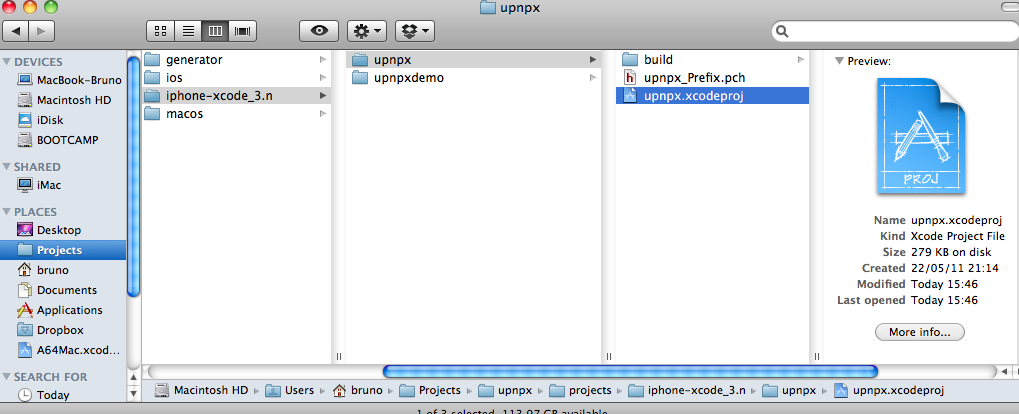 upnpx
DEVICES
MacBook-Bruno
Macintosh HD
iDisk
BOOTCAMP
SHARED
iMac
PLACES
Desktop
Projects
bruno
Documents
Applications
Dropbox
A64Mac.xcod...
SEARCH FOR
Today
generator
ios
iphone-xcode_3.n
macos
upnpx
upnpxdemo
build
upnpx_Prefix.pch
upnpx.xcodeproj
Preview:
PROJ
Name upnpx.xcodeproj
Kind Xcode Project File
Size 279 KB on disk
Created 22/05/11 21:14
Modified Today 15:46
Last opened Today 15:46
More info...
Macintosh HD Users bruno Projects upnpx projects iphone-xcode_3.n upnpx upnpx.xcodeproj
1 of 3 selected, 113,97 GB available